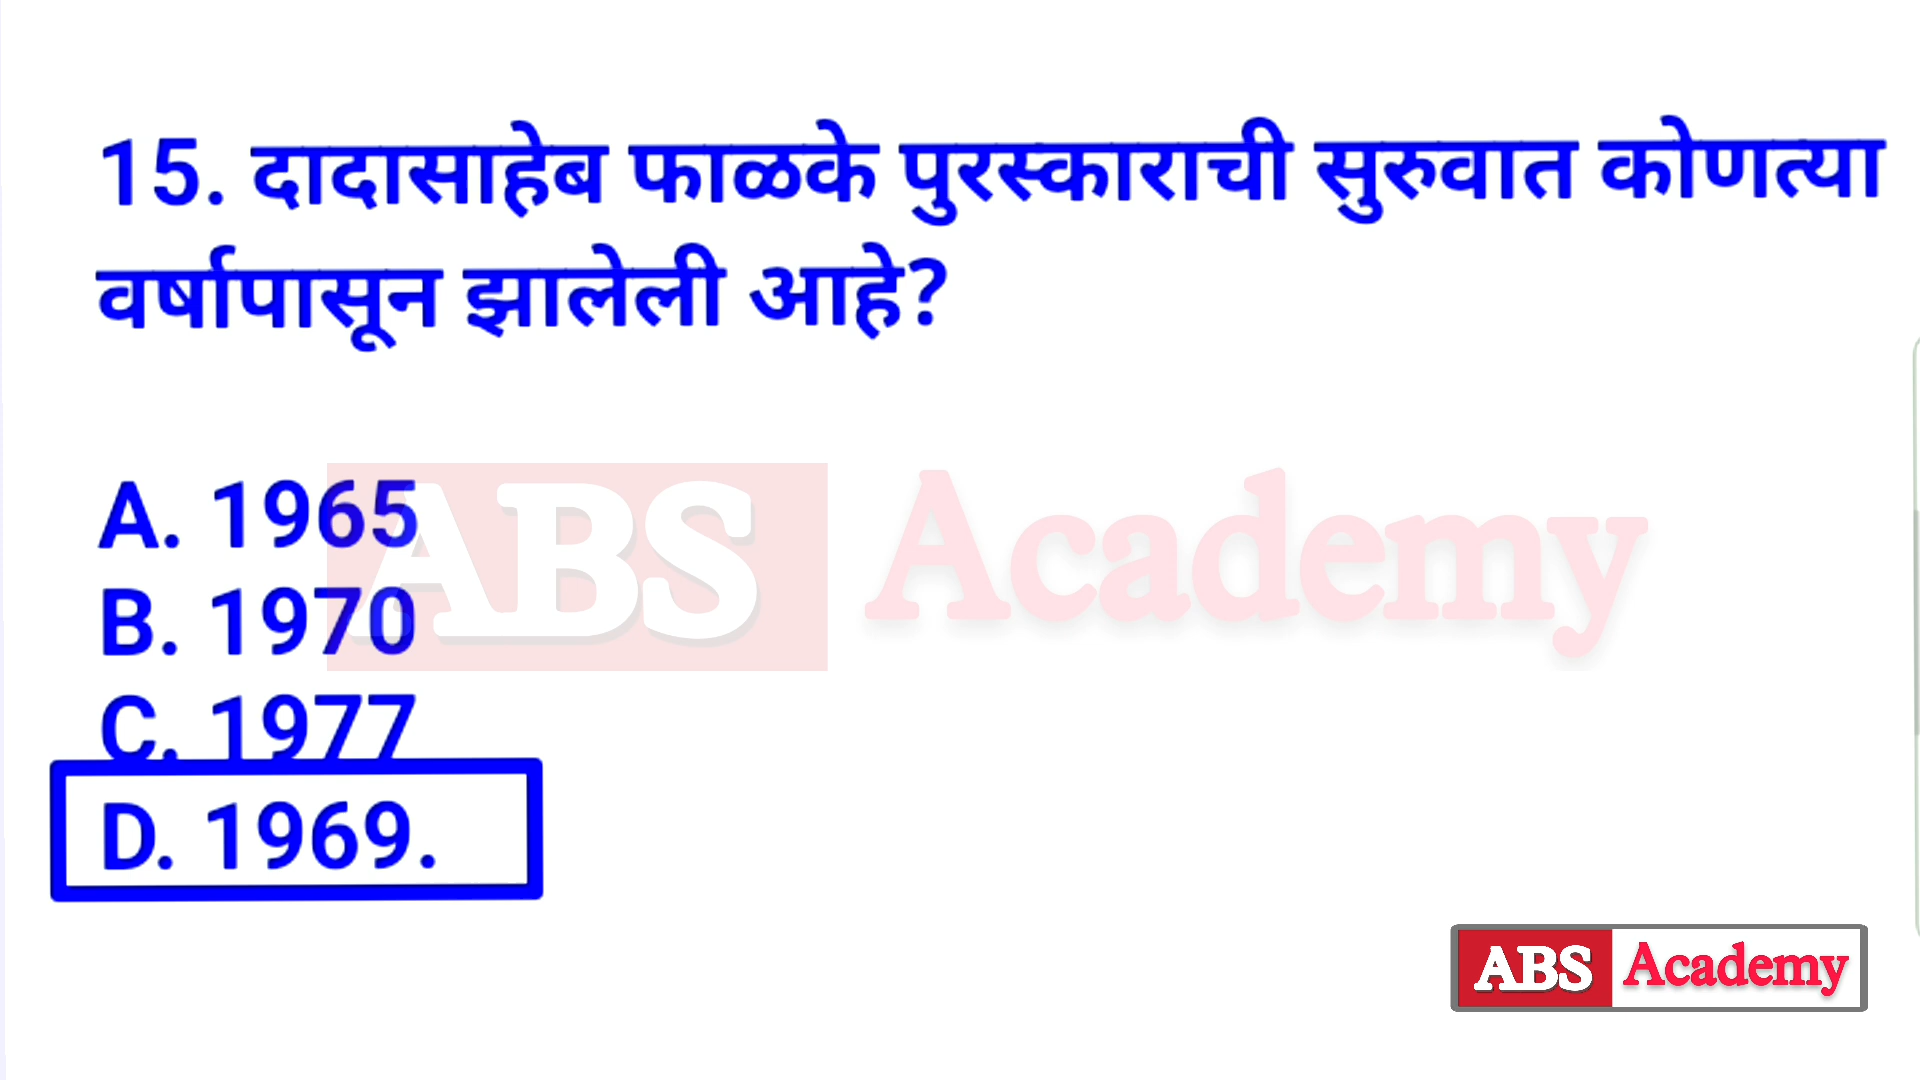 15. दादासाहेब फाळके पुरस्काराची सुरुवात कोणत्या
वर्षापासून झालेली आहे?
A. 1965
B. 1970
C. 1977
D. 1969.
ABS Academy
ABS Academy